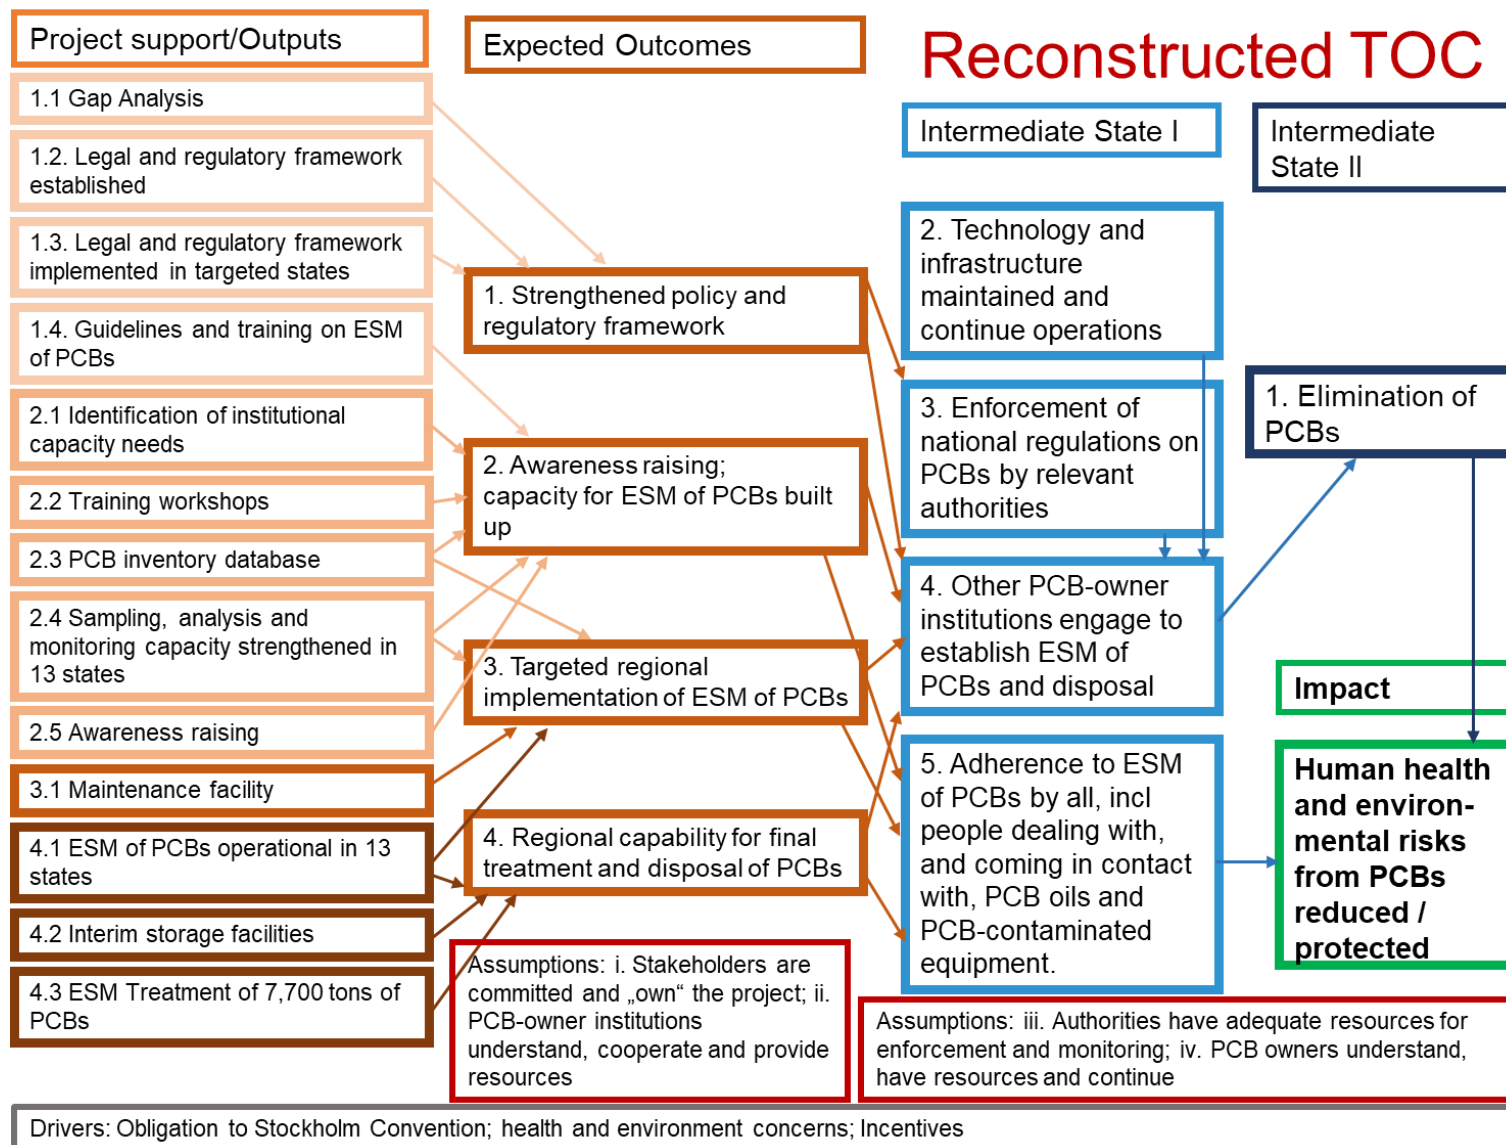 Project support/Outputs
Expected Outcomes
Reconstructed TOC
Intermediate State I
Intermediate
State II
1.1 Gap Analysis
1.2. Legal and regulatory framework
established
1.3. Legal and regulatory framework
implemented in targeted states
1.4. Guidelines and training on ESM
of PCBs
2.1 Identification of institutional
capacity needs
2.2 Training workshops
2.3 PCB inventory database
2.4 Sampling, analysis and
monitoring capacity strengthened in
13 states
2.5 Awareness raising
3.1 Maintenance facility
4.1 ESM of PCBs operational in 13
states
4.2 Interim storage facilities
4.3 ESM Treatment of 7,700 tons of
PCBs
1. Strengthened policy and
regulatory framework
2. Awareness raising;
capacity for ESM of PCBs built
up
3. Targeted regional
implementation of ESM of PCBs
4. Regional capability for final
treatment and disposal of PCBs
Assumptions: i. Stakeholders are
committed and „own“ the project; ii.
PCB-owner institutions
understand, cooperate and provide
resources
2. Technology and
infrastructure
maintained and
continue operations
3. Enforcement of
national regulations on
PCBs by relevant
authorities
4. Other PCB-owner
institutions engage to
establish ESM of
PCBs and disposal
5. Adherence to ESM
of PCBs by all, incl
people dealing with,
and coming in contact
with, PCB oils and
PCB-contaminated
equipment.
1. Elimination of
PCBs
Impact
Human health
and environ-
mental risks
from PCBs
reduced /
protected
Assumptions: iii. Authorities have adequate resources for
enforcement and monitoring; iv. PCB owners understand,
have resources and continue
Drivers: Obligation to Stockholm Convention; health and environment concerns; Incentives